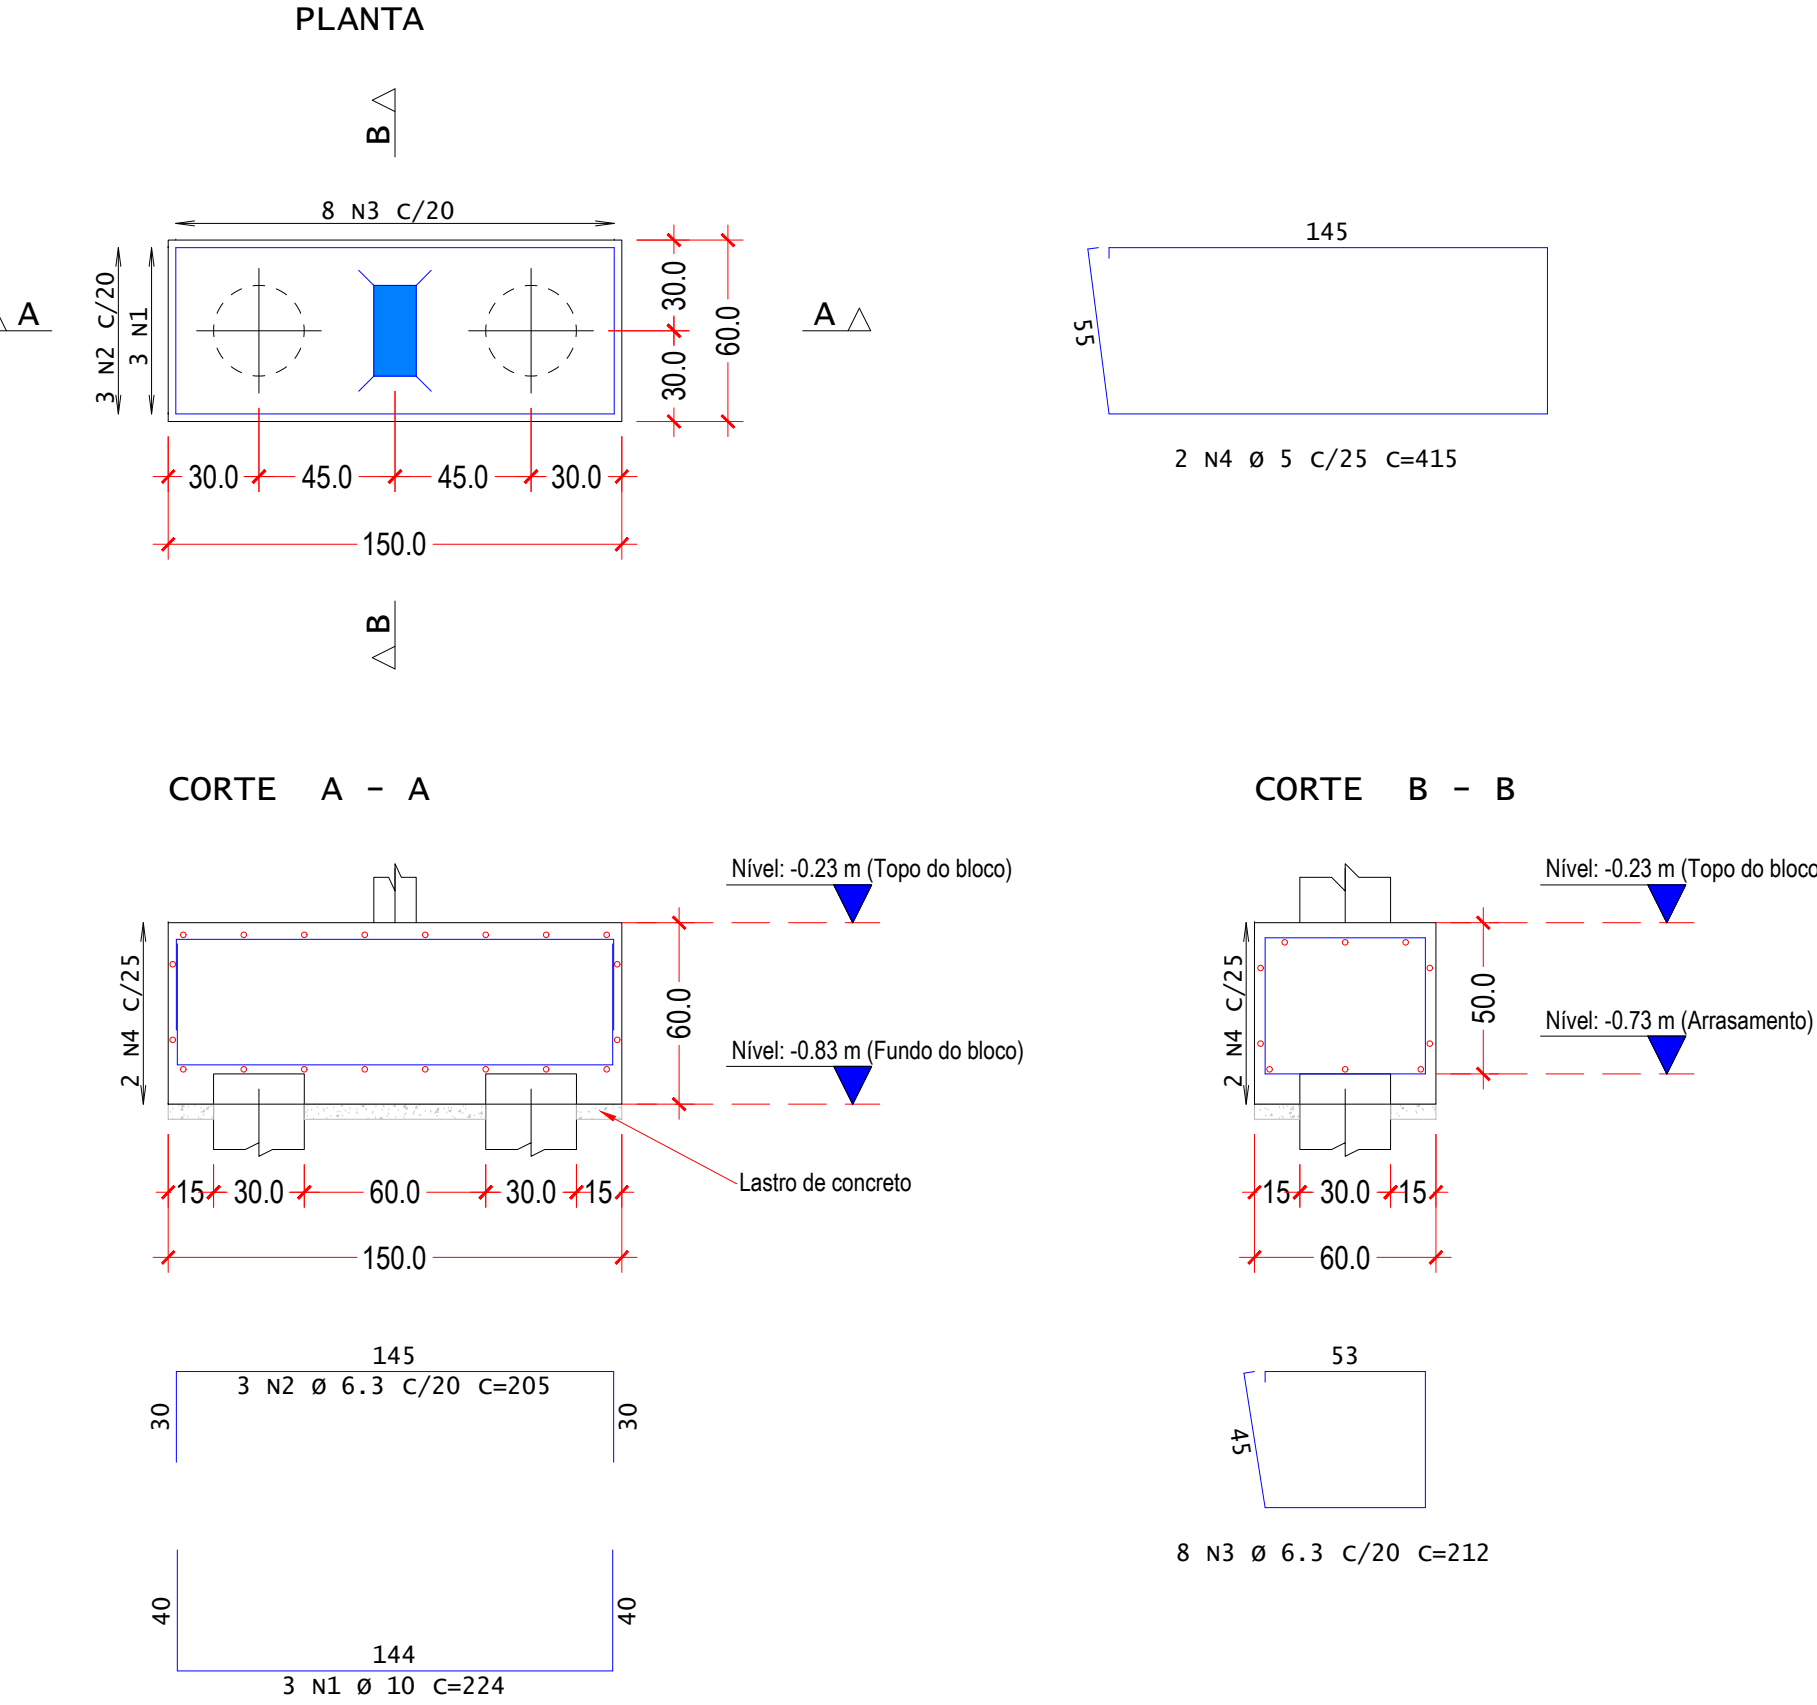 PLANTA
B
8 N3 C/20
145
A
3 N2 C/20
3 N1
30.0
30.0
60.0
A
55
2 N4 Ø 5 C/25 C=415
30.0
45.0
45.0
30.0
150.0
B
CORTE A - A
CORTE B - B
Nível: -0.23 m (Topo do bloco)
Nível: -0.23 m (Topo do bloco
2 N4 C/25
60.0
2 N4 C/25
50.0
Nível: -0.83 m (Fundo do bloco)
Nível: -0.73 m (Arrasamento)
Lastro de concreto
15
30.0
60.0
30.0
15
15
30.0
15
150.0
60.0
145
3 N2 Ø 6.3 C/20 C=205
30
30
53
45
8 N3 Ø 6.3 C/20 C=212
40
40
144
3 N1 Ø 10 C=224